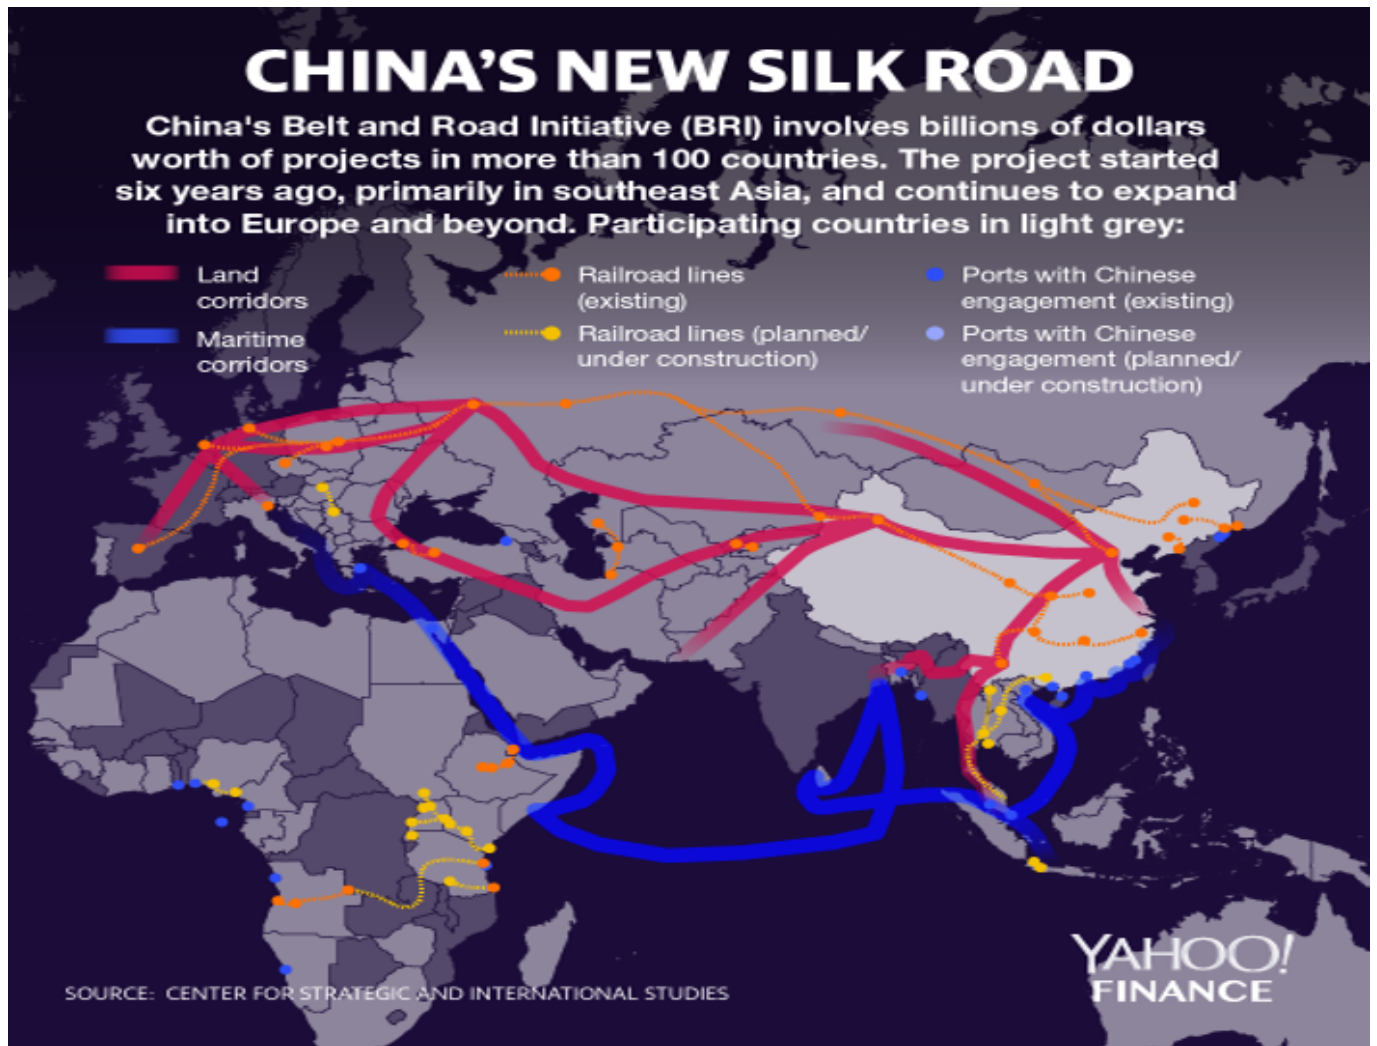 CHINA'S NEW SILK ROAD
China's Belt and Road Initiative (BRI) involves billions of dollars
worth of projects in more than 100 countries. The project started
six years ago, primarily in southeast Asia, and continues to expand
into Europe and beyond. Participating countries in light grey:
Land
corridors
Maritime
corridors
Railroad lines
(existing)
Railroad lines (planned/
under construction)
Ports with Chinese
engagement (existing)
Ports with Chinese
engagement (planned/
under construction)
SOURCE: CENTER FOR STRATEGIC AND INTERNATIONAL STUDIES
YAHOO!
FINANCE